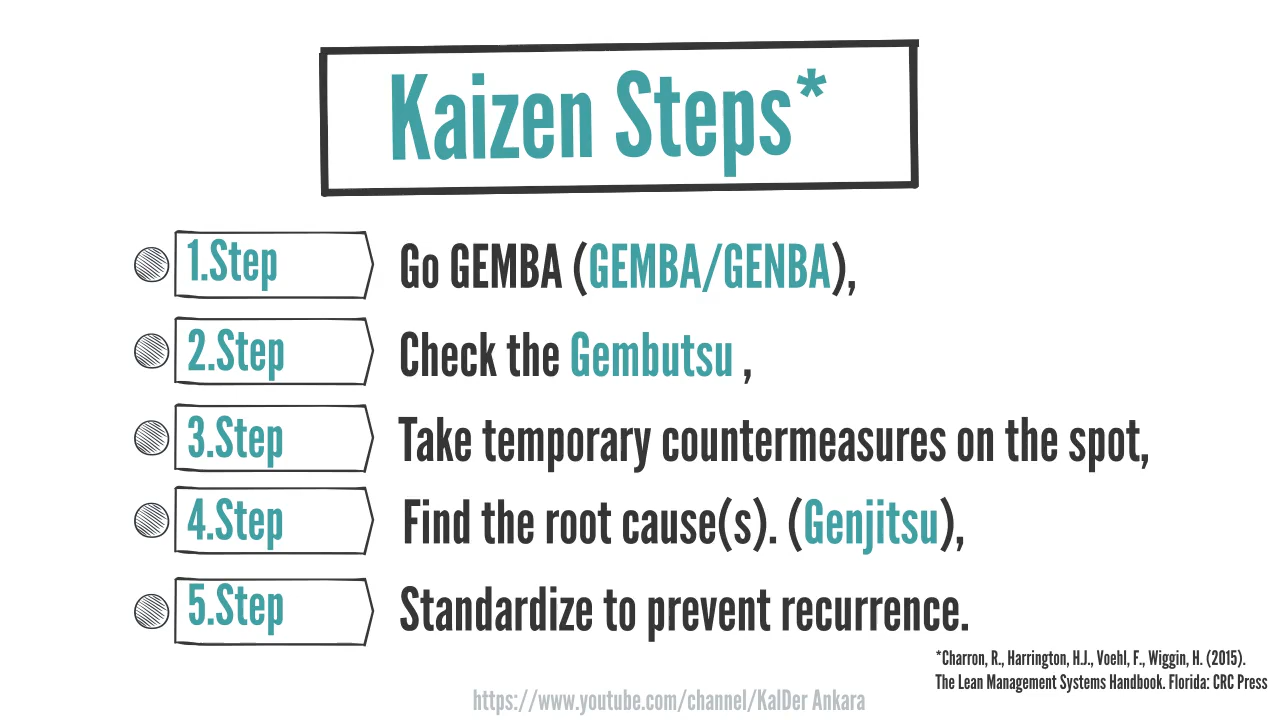 Kaizen Steps*
1.Step Go GEMBA (GEMBA/GENBA),
2.Step Check the Gembutsu ,
3.Step Take temporary countermeasures on the spot,
4.Step Find the root cause(s). (Genjitsu),
5.Step Standardize to prevent recurrence.
*Charron, R., Harrington, H.J., Voehl, F., Wiggin, H. (2015).
The Lean Management Systems Handbook. Florida: CRC Press
https://www.youtube.com/channel/KalDer Ankara